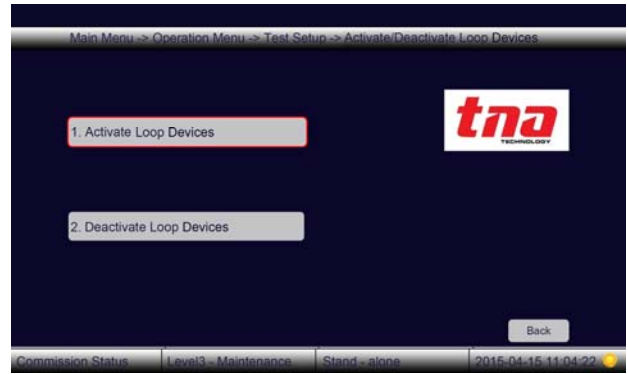 Main Menu -> Operation Menu -> Test Setup -> Activate/Deactivate Loop Devices
1. Activate Loop Devices
tna
TECHNOLOGY
2. Deactivate Loop Devices
Back
Commission Status Level3 - Maintenance Stand - alone 2015-04-15 11:04:22